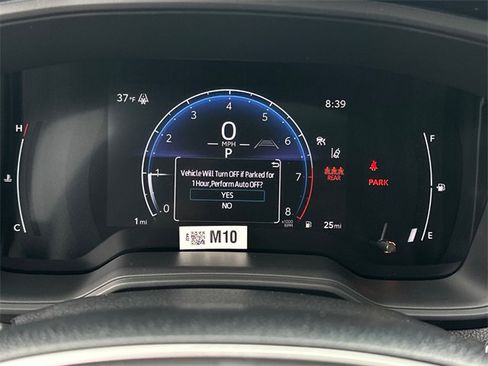 37°F
8:39
4
3 5
2 6
1 7
.0 8
0
MPH
P
Vehicle Will Turn OFF if Parked for
1 Hour,Perform Auto OFF?
YES
NO
x1000
RPM
REAR
PARK
H
C
F
E
1 mi
25 mi
M10